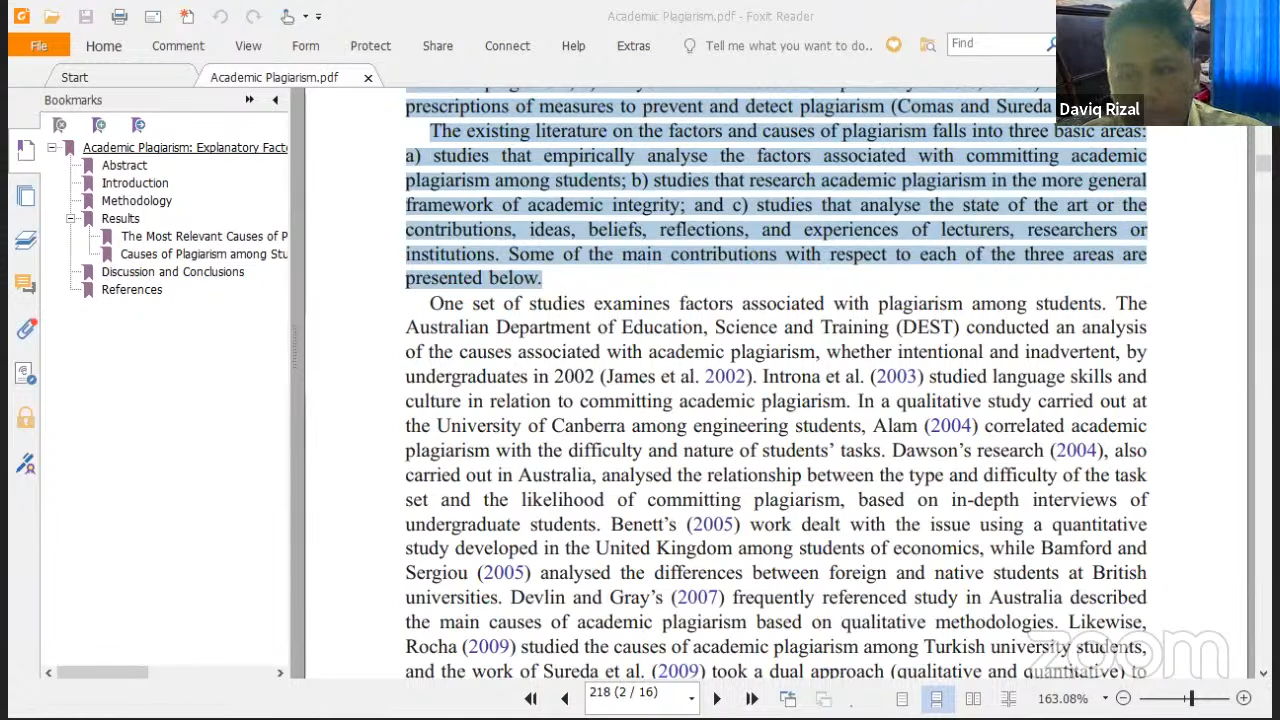 Academic Plagiarism.pdf - Foxit Reader
File Home Comment View Form Protect Share Connect Help Extras Tell me what you want to do.. Find
Start Academic Plagiarism.pdf
Bookmarks
Academic Plagiarism: Explanatory Fact
Abstract
Introduction
Methodology
Results
The Most Relevant Causes of P
Causes of Plagiarism among Stu
Discussion and Conclusions
References
Daviq Rizal
prescriptions of measures to prevent and detect plagiarism (Comas and Sureda
The existing literature on the factors and causes of plagiarism falls into three basic areas:
a) studies that empirically analyse the factors associated with committing academic
plagiarism among students; b) studies that research academic plagiarism in the more general
framework of academic integrity; and c) studies that analyse the state of the art or the
contributions, ideas, beliefs, reflections, and experiences of lecturers, researchers or
institutions. Some of the main contributions with respect to each of the three areas are
presented below.
One set of studies examines factors associated with plagiarism among students. The
Australian Department of Education, Science and Training (DEST) conducted an analysis
of the causes associated with academic plagiarism, whether intentional and inadvertent, by
undergraduates in 2002 (James et al. 2002). Introna et al. (2003) studied language skills and
culture in relation to committing academic plagiarism. In a qualitative study carried out at
the University of Canberra among engineering students, Alam (2004) correlated academic
plagiarism with the difficulty and nature of students' tasks. Dawson's research (2004), also
carried out in Australia, analysed the relationship between the type and difficulty of the task
set and the likelihood of committing plagiarism, based on in-depth interviews of
undergraduate students. Benett's (2005) work dealt with the issue using a quantitative
study developed in the United Kingdom among students of economics, while Bamford and
Sergiou (2005) analysed the differences between foreign and native students at British
universities. Devlin and Gray's (2007) frequently referenced study in Australia described
the main causes of academic plagiarism based on qualitative methodologies. Likewise,
Rocha (2009) studied the causes of academic plagiarism among Turkish university students,
and the work of Sureda et al. (2009) took a dual approach (qualitative and quantitative) to
zoom
218 (2 / 16)
163.08%